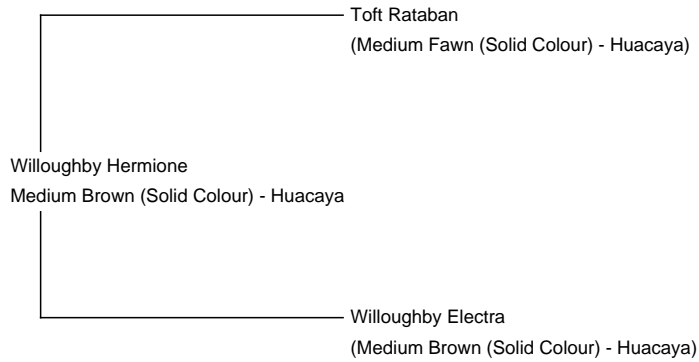 Toft Rataban
(Medium Fawn (Solid Colour) - Huacaya)
Willoughby Hermione
Medium Brown (Solid Colour) - Huacaya
Willoughby Electra
(Medium Brown (Solid Colour) - Huacaya)